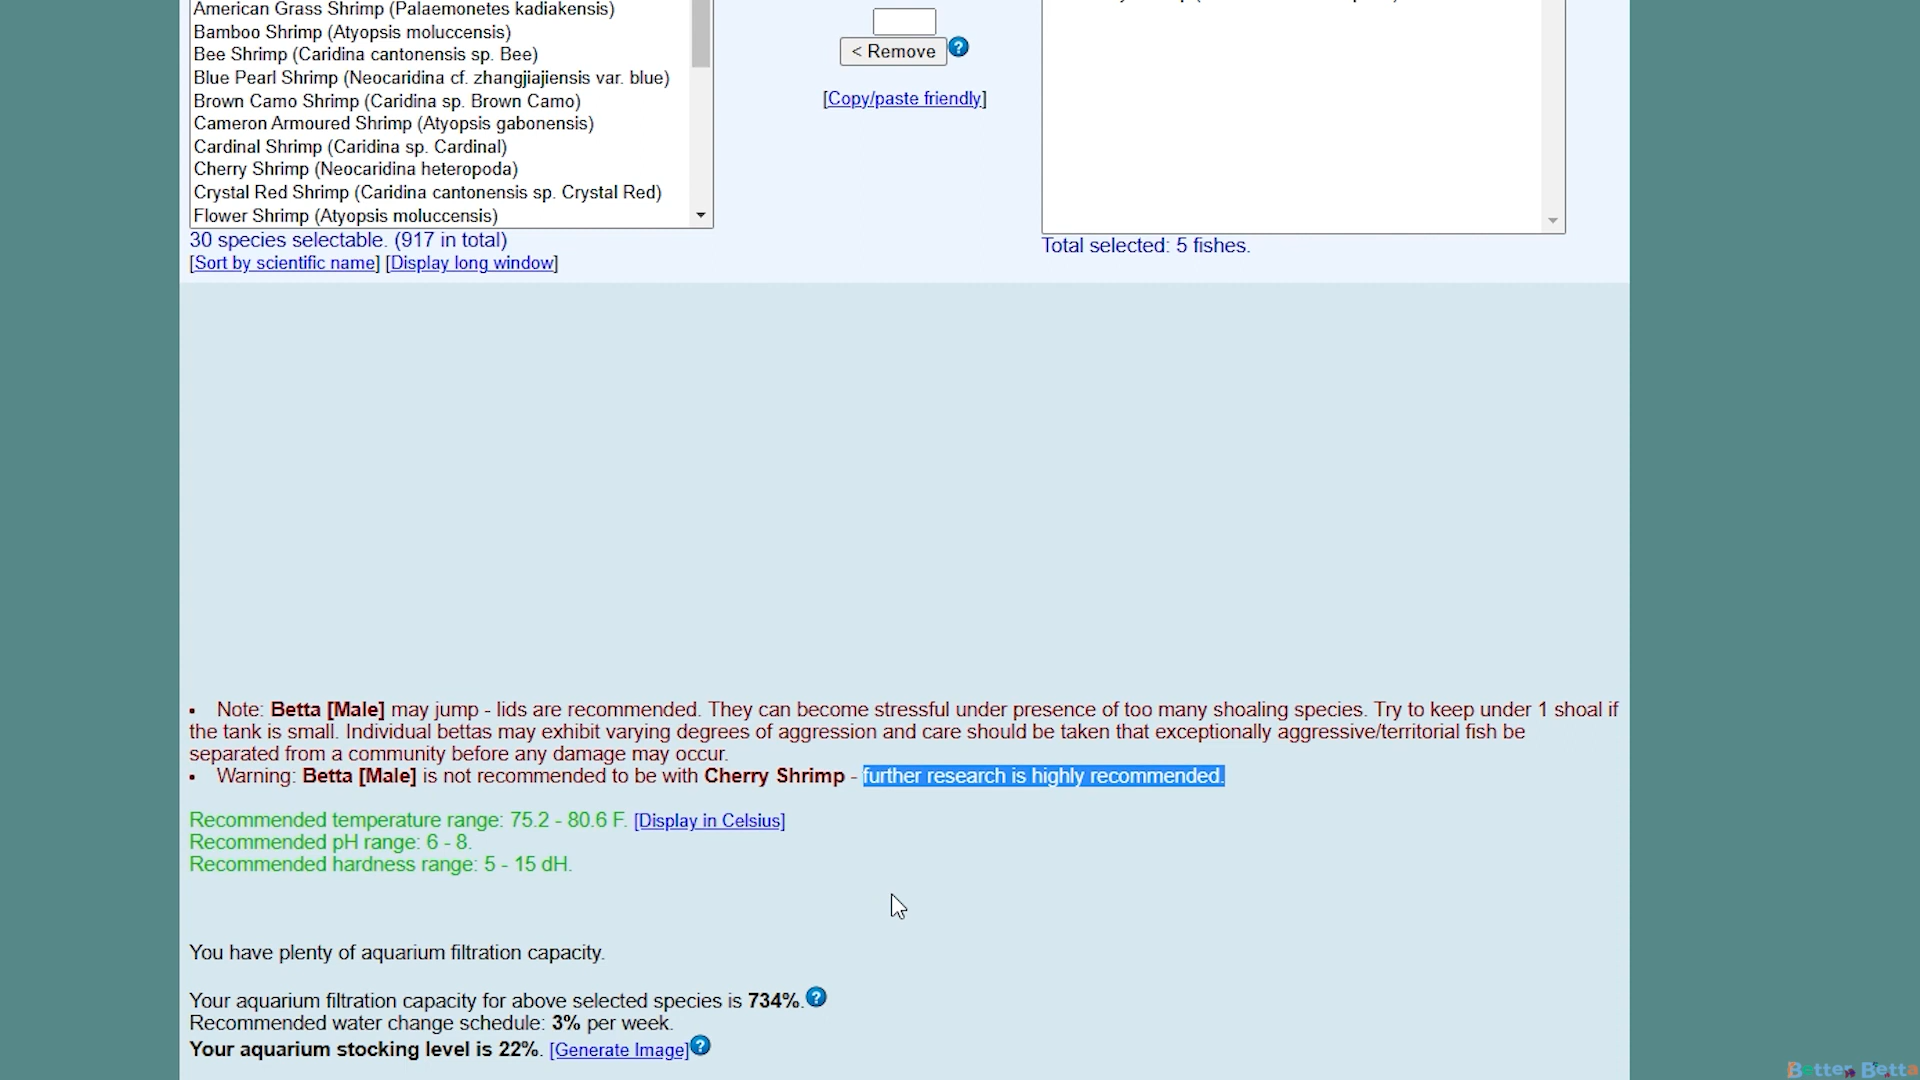 American Grass Shrimp (Palaemonetes kadiakensis)
Bamboo Shrimp (Atyopsis moluccensis)
Bee Shrimp (Caridina cantonensis sp. Bee)
Blue Pearl Shrimp (Neocaridina cf. zhangjiajiensis var. blue)
Brown Camo Shrimp (Caridina sp. Brown Camo)
Cameron Armoured Shrimp (Atyopsis gabonensis)
Cardinal Shrimp (Caridina sp. Cardinal)
Cherry Shrimp (Neocaridina heteropoda)
Crystal Red Shrimp (Caridina cantonensis sp. Crystal Red)
Flower Shrimp (Atyopsis moluccensis)
30 species selectable. (917 in total)
[Sort by scientific name] [Display long window]
< Remove ?
[Copy/paste friendly]
Total selected: 5 fishes.
• Note: Betta [Male] may jump - lids are recommended. They can become stressful under presence of too many shoaling species. Try to keep under 1 shoal if
the tank is small. Individual bettas may exhibit varying degrees of aggression and care should be taken that exceptionally aggressive/territorial fish be
separated from a community before any damage may occur.
• Warning: Betta [Male] is not recommended to be with Cherry Shrimp - further research is highly recommended.
Recommended temperature range: 75.2 - 80.6 F. [Display in Celsius]
Recommended pH range: 6 - 8.
Recommended hardness range: 5 - 15 dH.
You have plenty of aquarium filtration capacity.
Your aquarium filtration capacity for above selected species is 734%. ?
Recommended water change schedule: 3% per week.
Your aquarium stocking level is 22%. [Generate Image] ?
Better Betta